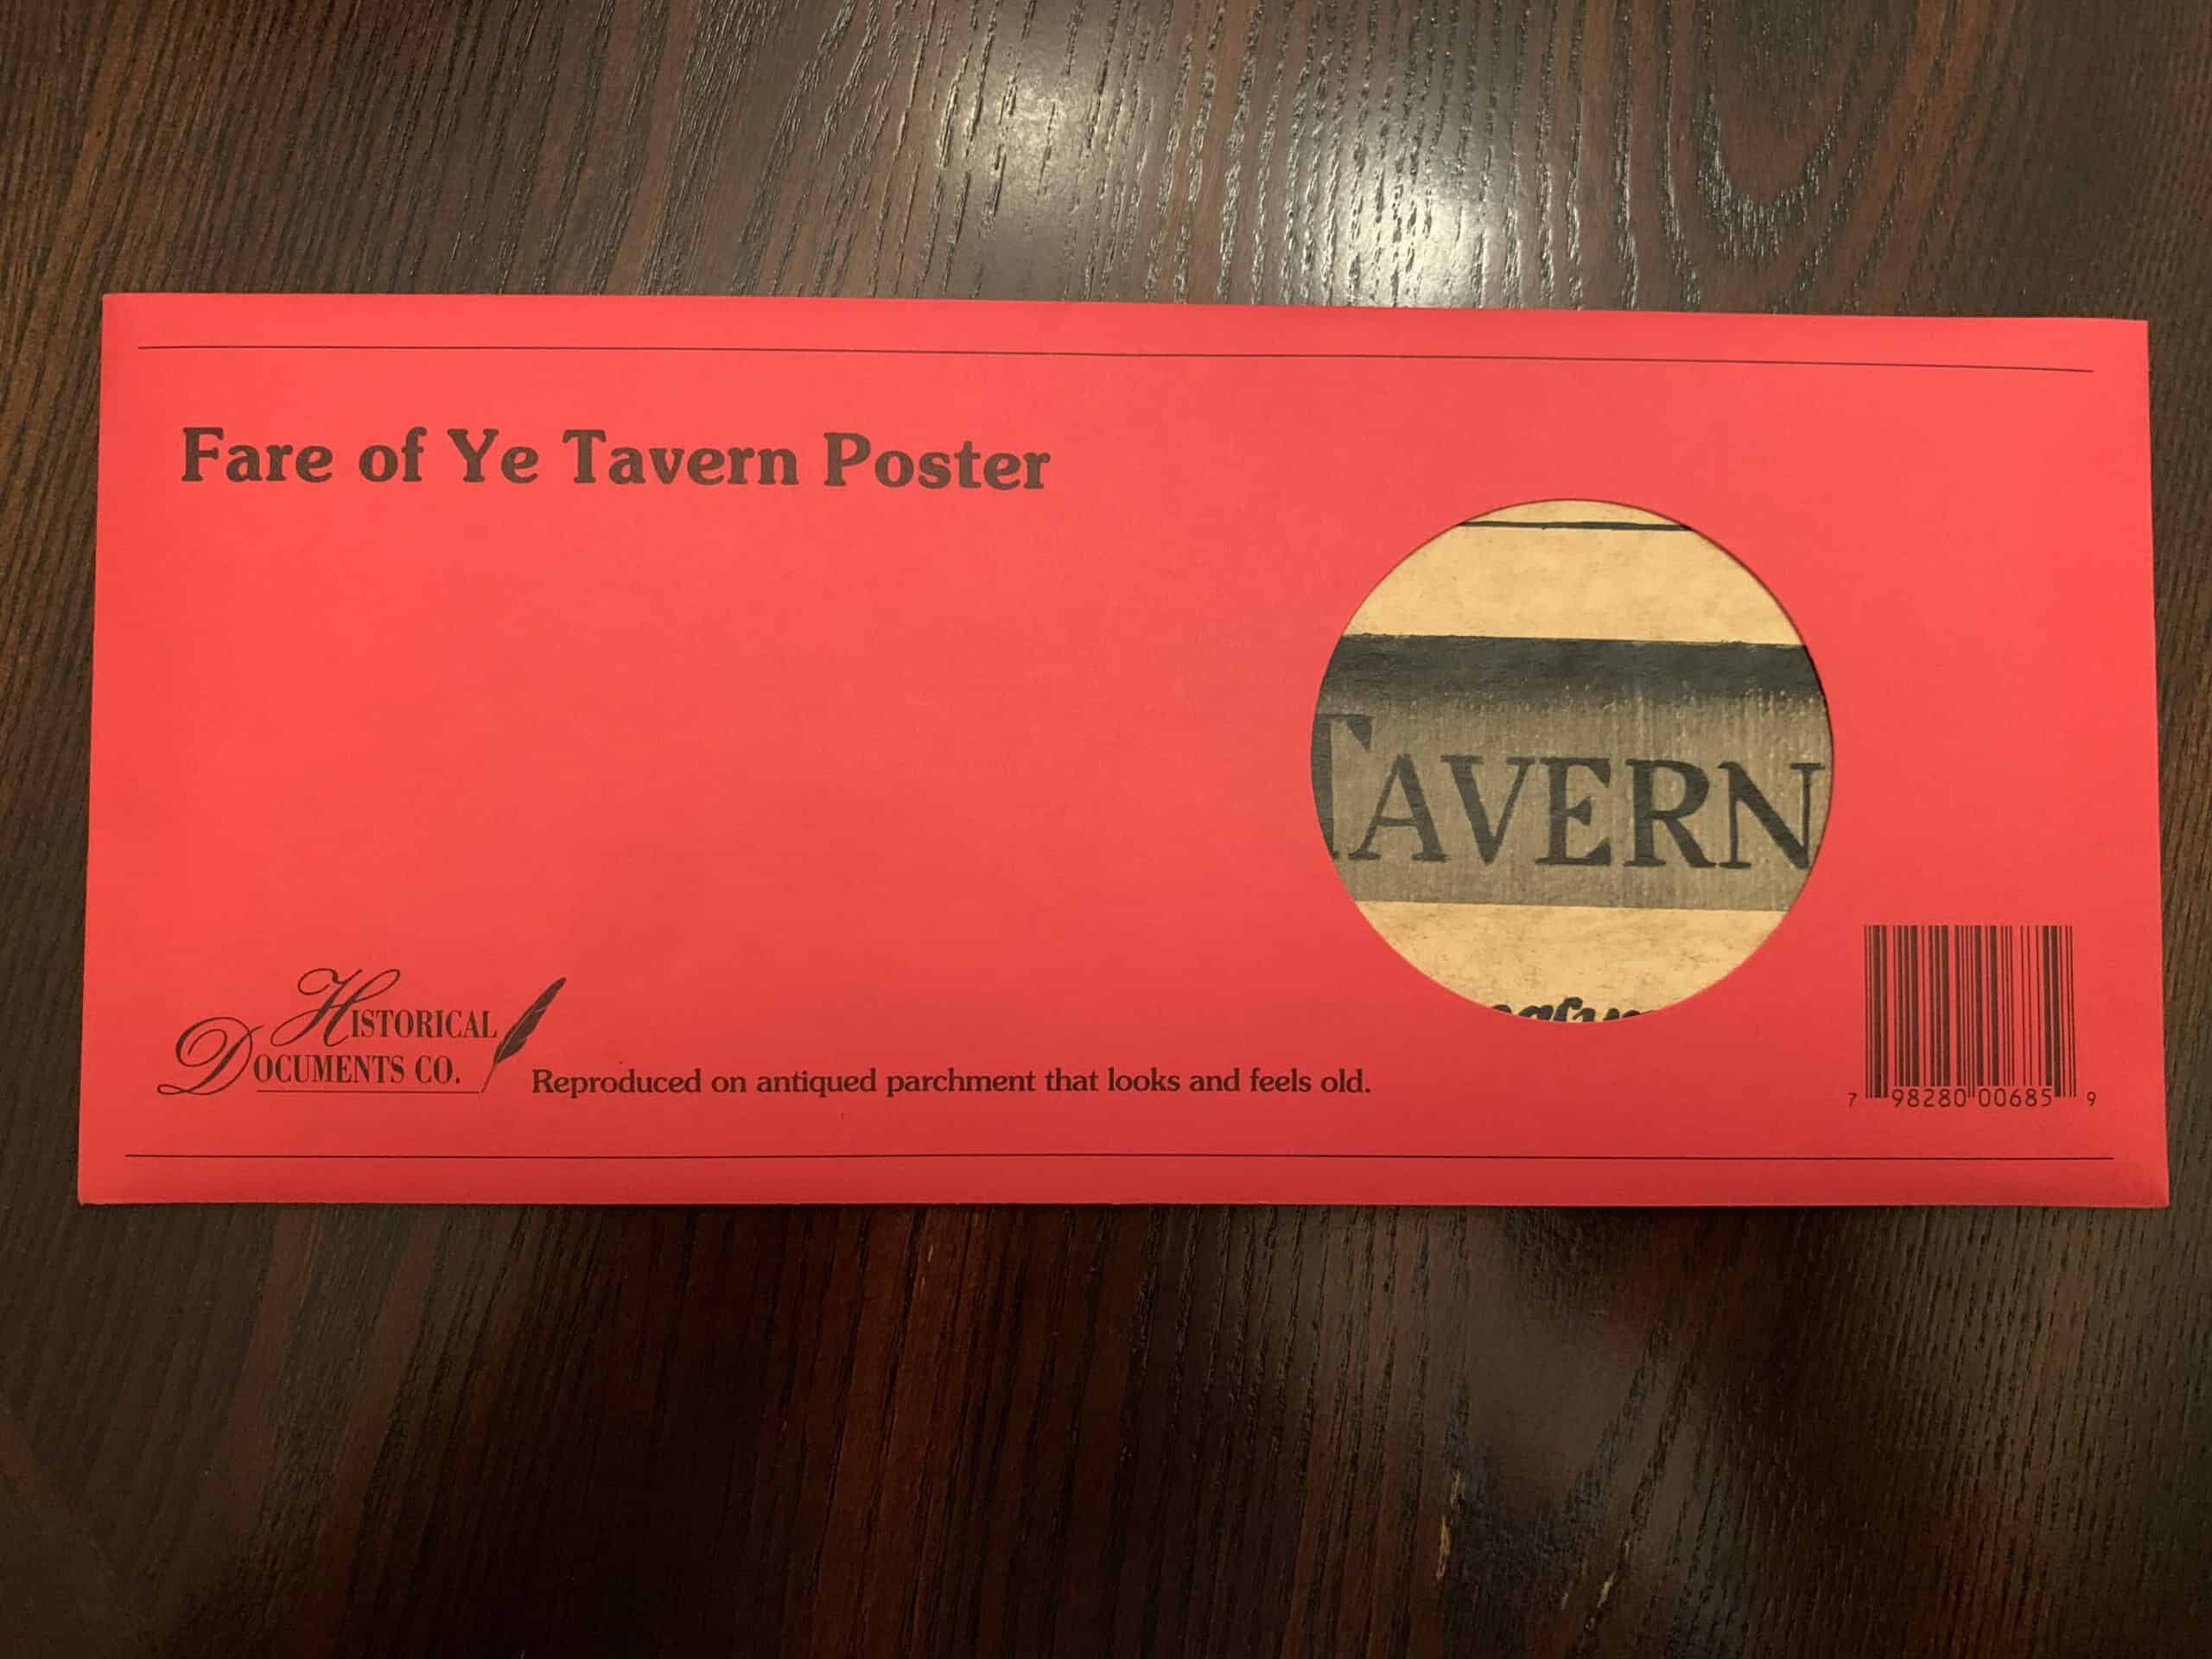 Fare of Ye Tavern Poster
TAVERN
HISTORICAL
DOCUMENTS CO.
Reproduced on antiqued parchment that looks and feels old.
7 98280 00685 9